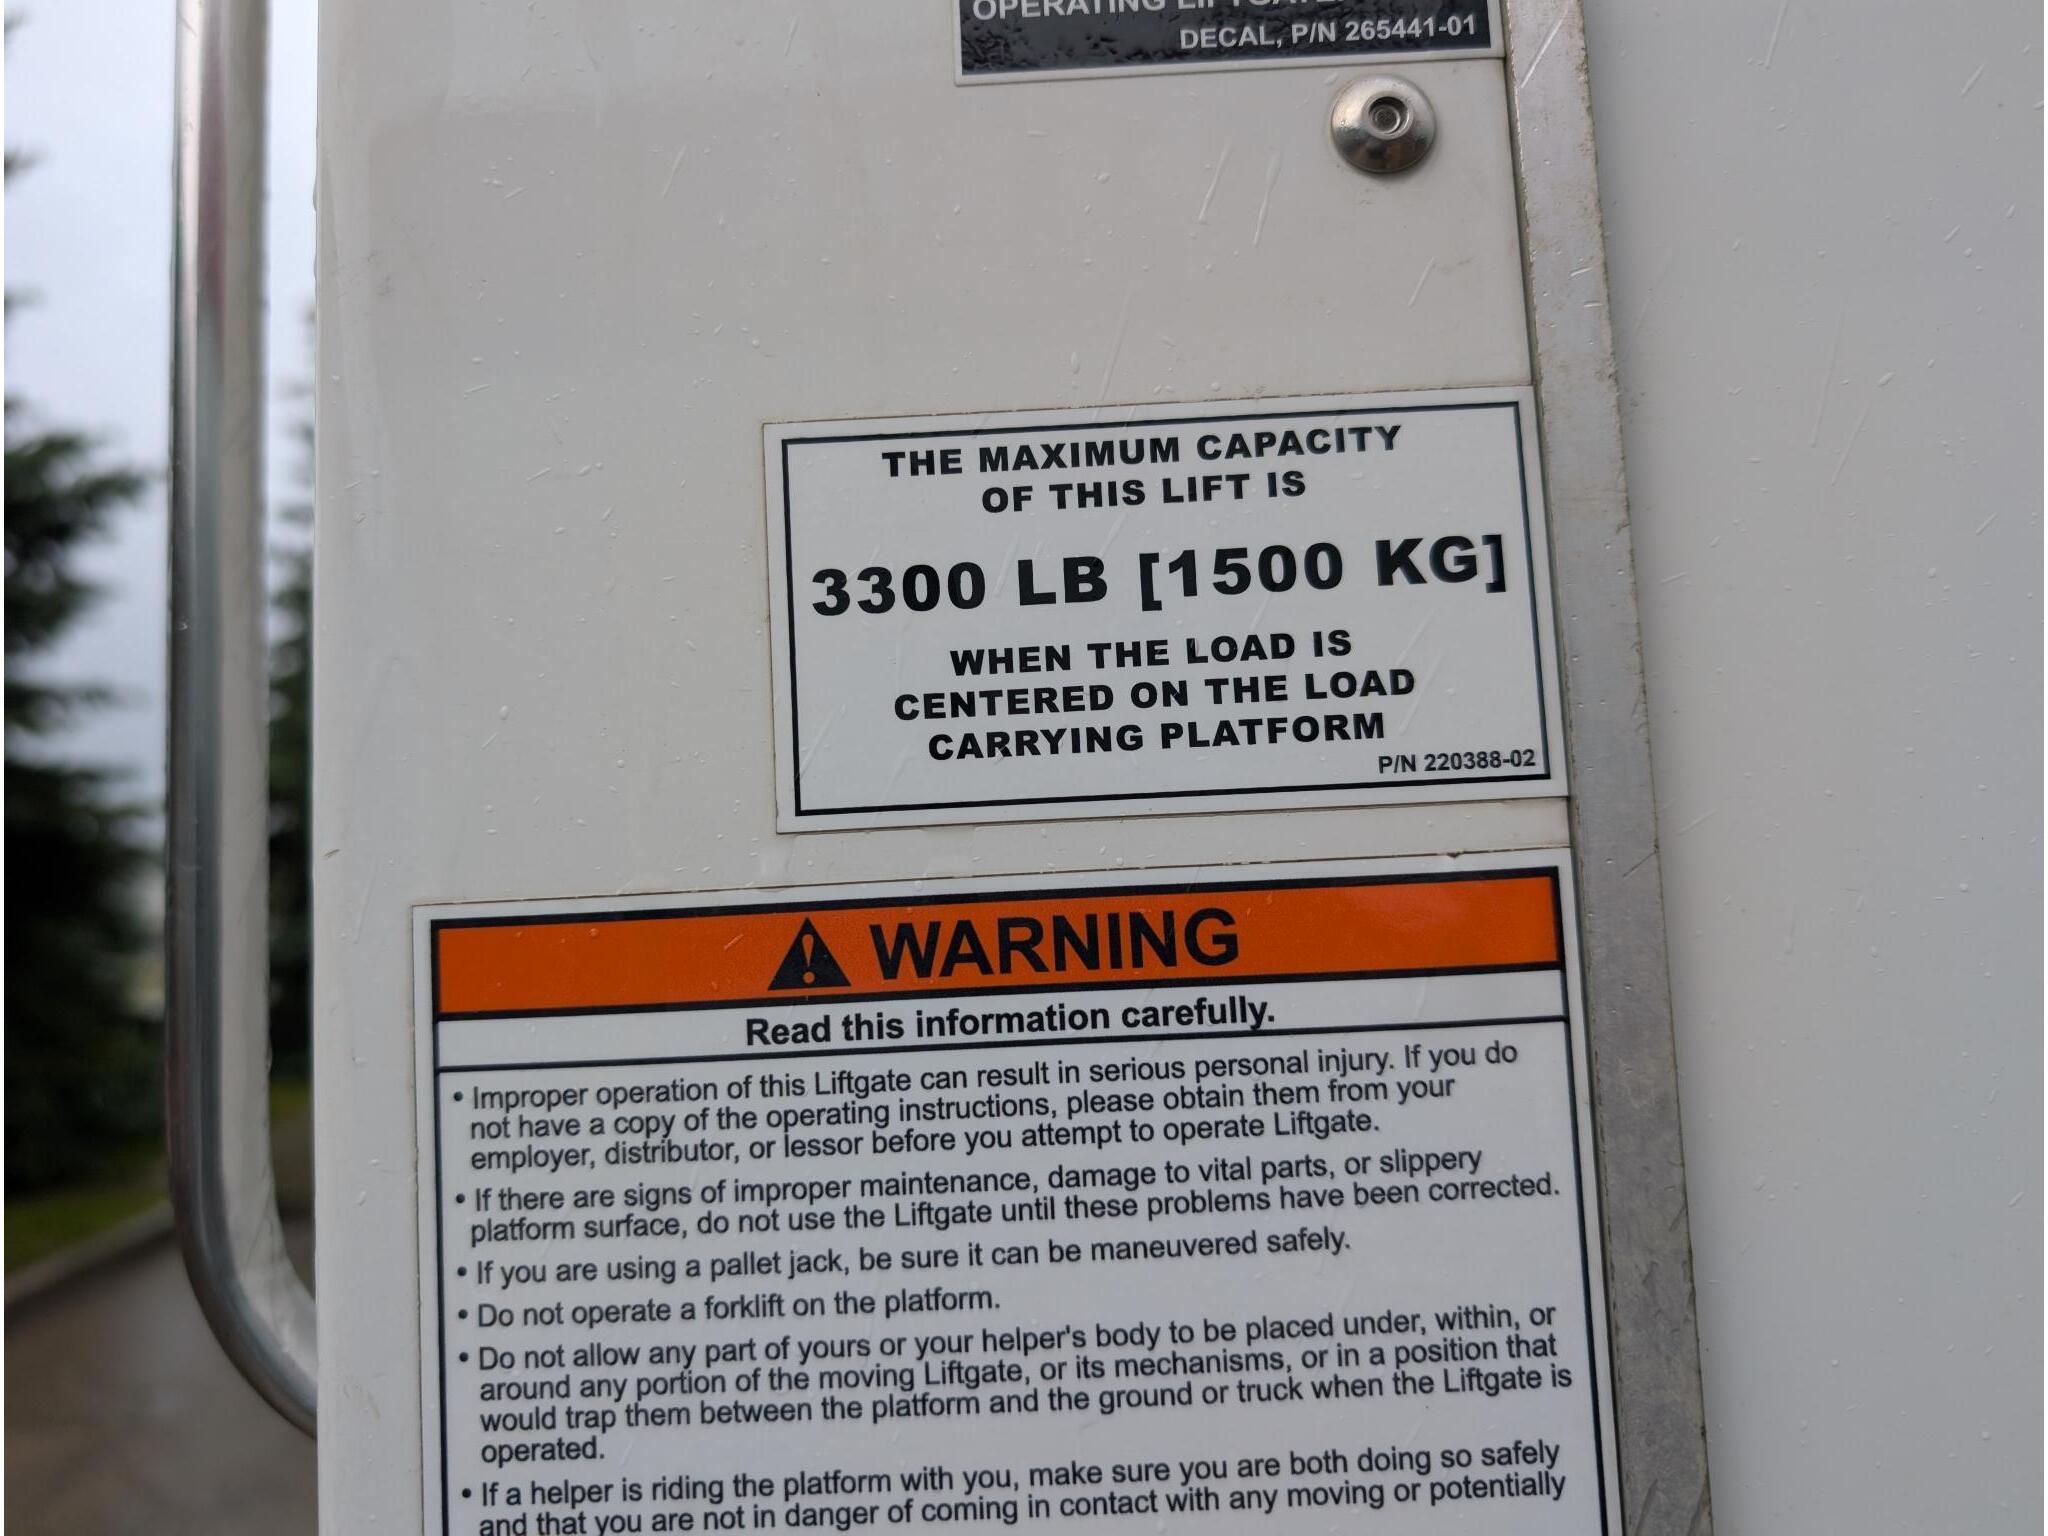 OPERATING LIFTGATE
DECAL, P/N 265441-01
THE MAXIMUM CAPACITY
OF THIS LIFT IS
3300 LB [1500 KG]
WHEN THE LOAD IS
CENTERED ON THE LOAD
CARRYING PLATFORM
P/N 220388-02
WARNING
Read this information carefully.
• Improper operation of this Liftgate can result in serious personal injury. If you do
not have a copy of the operating instructions, please obtain them from your
employer, distributor, or lessor before you attempt to operate Liftgate.
• If there are signs of improper maintenance, damage to vital parts, or slippery
platform surface, do not use the Liftgate until these problems have been corrected.
• If you are using a pallet jack, be sure it can be maneuvered safely.
• Do not operate a forklift on the platform.
• Do not allow any part of yours or your helper's body to be placed under, within, or
around any portion of the moving Liftgate, or its mechanisms, or in a position that
would trap them between the platform and the ground or truck when the Liftgate is
operated.
• If a helper is riding the platform with you, make sure you are both doing so safely
and that you are not in danger of coming in contact with any moving or potentially